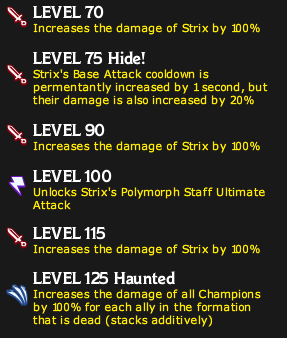 LEVEL 70
Increases the damage of Strix by 100%
LEVEL 75 Hide!
Strix's Base Attack cooldown is
permentantly increased by 1 second, but
their damage is also increased by 20%
LEVEL 90
Increases the damage of Strix by 100%
LEVEL 100
Unlocks Strix's Polymorph Staff Ultimate
Attack
LEVEL 115
Increases the damage of Strix by 100%
LEVEL 125 Haunted
Increases the damage of all Champions
by 100% for each ally in the formation
that is dead (stacks additively)